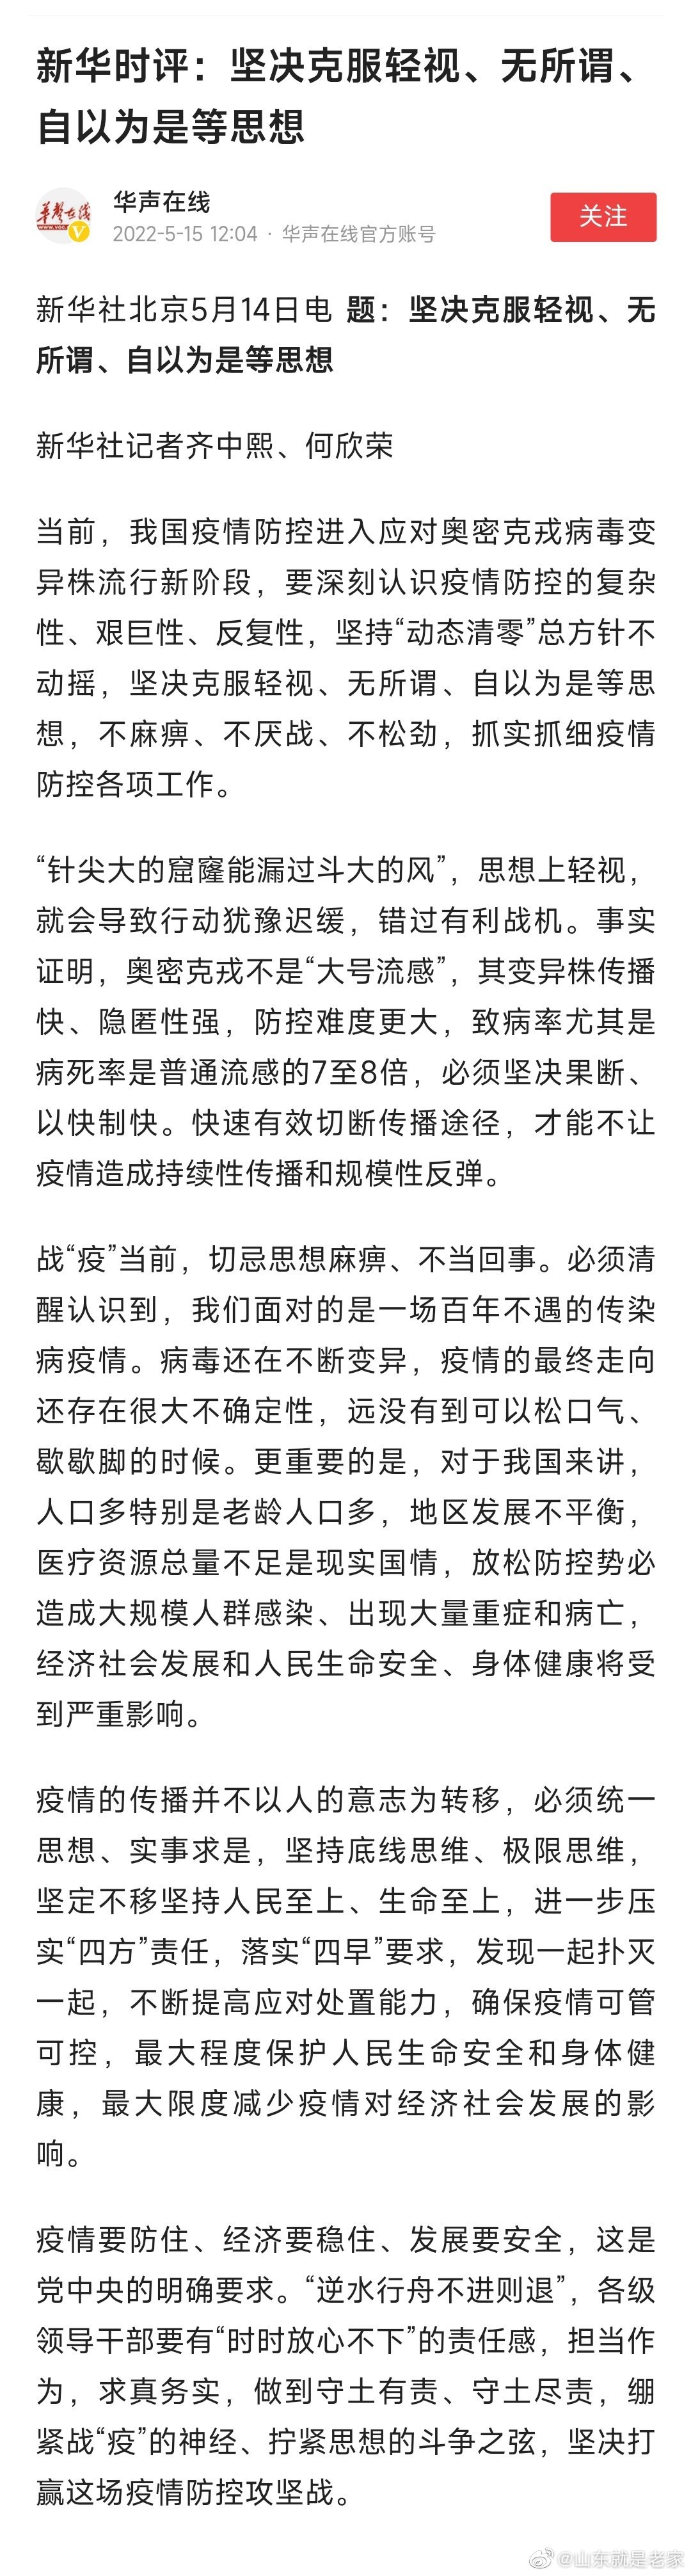 新华时评：坚决克服轻视、无所谓、
自以为是等思想
华声在线
2022-5-15 12:04 · 华声在线官方账号
关注
新华社北京5月14日电 题：坚决克服轻视、无
所谓、自以为是等思想
新华社记者齐中熙、何欣荣
当前，我国疫情防控进入应对奥密克戎病毒变
异株流行新阶段，要深刻认识疫情防控的复杂
性、艰巨性、反复性，坚持“动态清零”总方针不
动摇，坚决克服轻视、无所谓、自以为是等思
想，不麻痹、不厌战、不松劲，抓实抓细疫情
防控各项工作。
“针尖大的窟窿能漏过斗大的风”，思想上轻视，
就会导致行动犹豫迟缓，错过有利战机。事实
证明，奥密克戎不是“大号流感”，其变异株传播
快、隐匿性强，防控难度更大，致病率尤其是
病死率是普通流感的7至8倍，必须坚决果断、
以快制快。快速有效切断传播途径，才能不让
疫情造成持续性传播和规模性反弹。
战“疫”当前，切忌思想麻痹、不当回事。必须清
醒认识到，我们面对的是一场百年不遇的传染
病疫情。病毒还在不断变异，疫情的最终走向
还存在很大不确定性，远没有到可以松口气、
歇歇脚的时候。更重要的是，对于我国来讲，
人口多特别是老龄人口多，地区发展不平衡，
医疗资源总量不足是现实国情，放松防控势必
造成大规模人群感染、出现大量重症和病亡，
经济社会发展和人民生命安全、身体健康将受
到严重影响。
疫情的传播并不以人的意志为转移，必须统一
思想、实事求是，坚持底线思维、极限思维，
坚定不移坚持人民至上、生命至上，进一步压
实“四方”责任，落实“四早”要求，发现一起扑灭
一起，不断提高应对处置能力，确保疫情可管
可控，最大程度保护人民生命安全和身体健
康，最大限度减少疫情对经济社会发展的影
响。
疫情要防住、经济要稳住、发展要安全，这是
党中央的明确要求。“逆水行舟不进则退”，各级
领导干部要有“时时放心不下”的责任感，担当作
为，求真务实，做到守土有责、守土尽责，绷
紧战“疫”的神经、拧紧思想的斗争之弦，坚决打
赢这场疫情防控攻坚战。
@山东就是老家